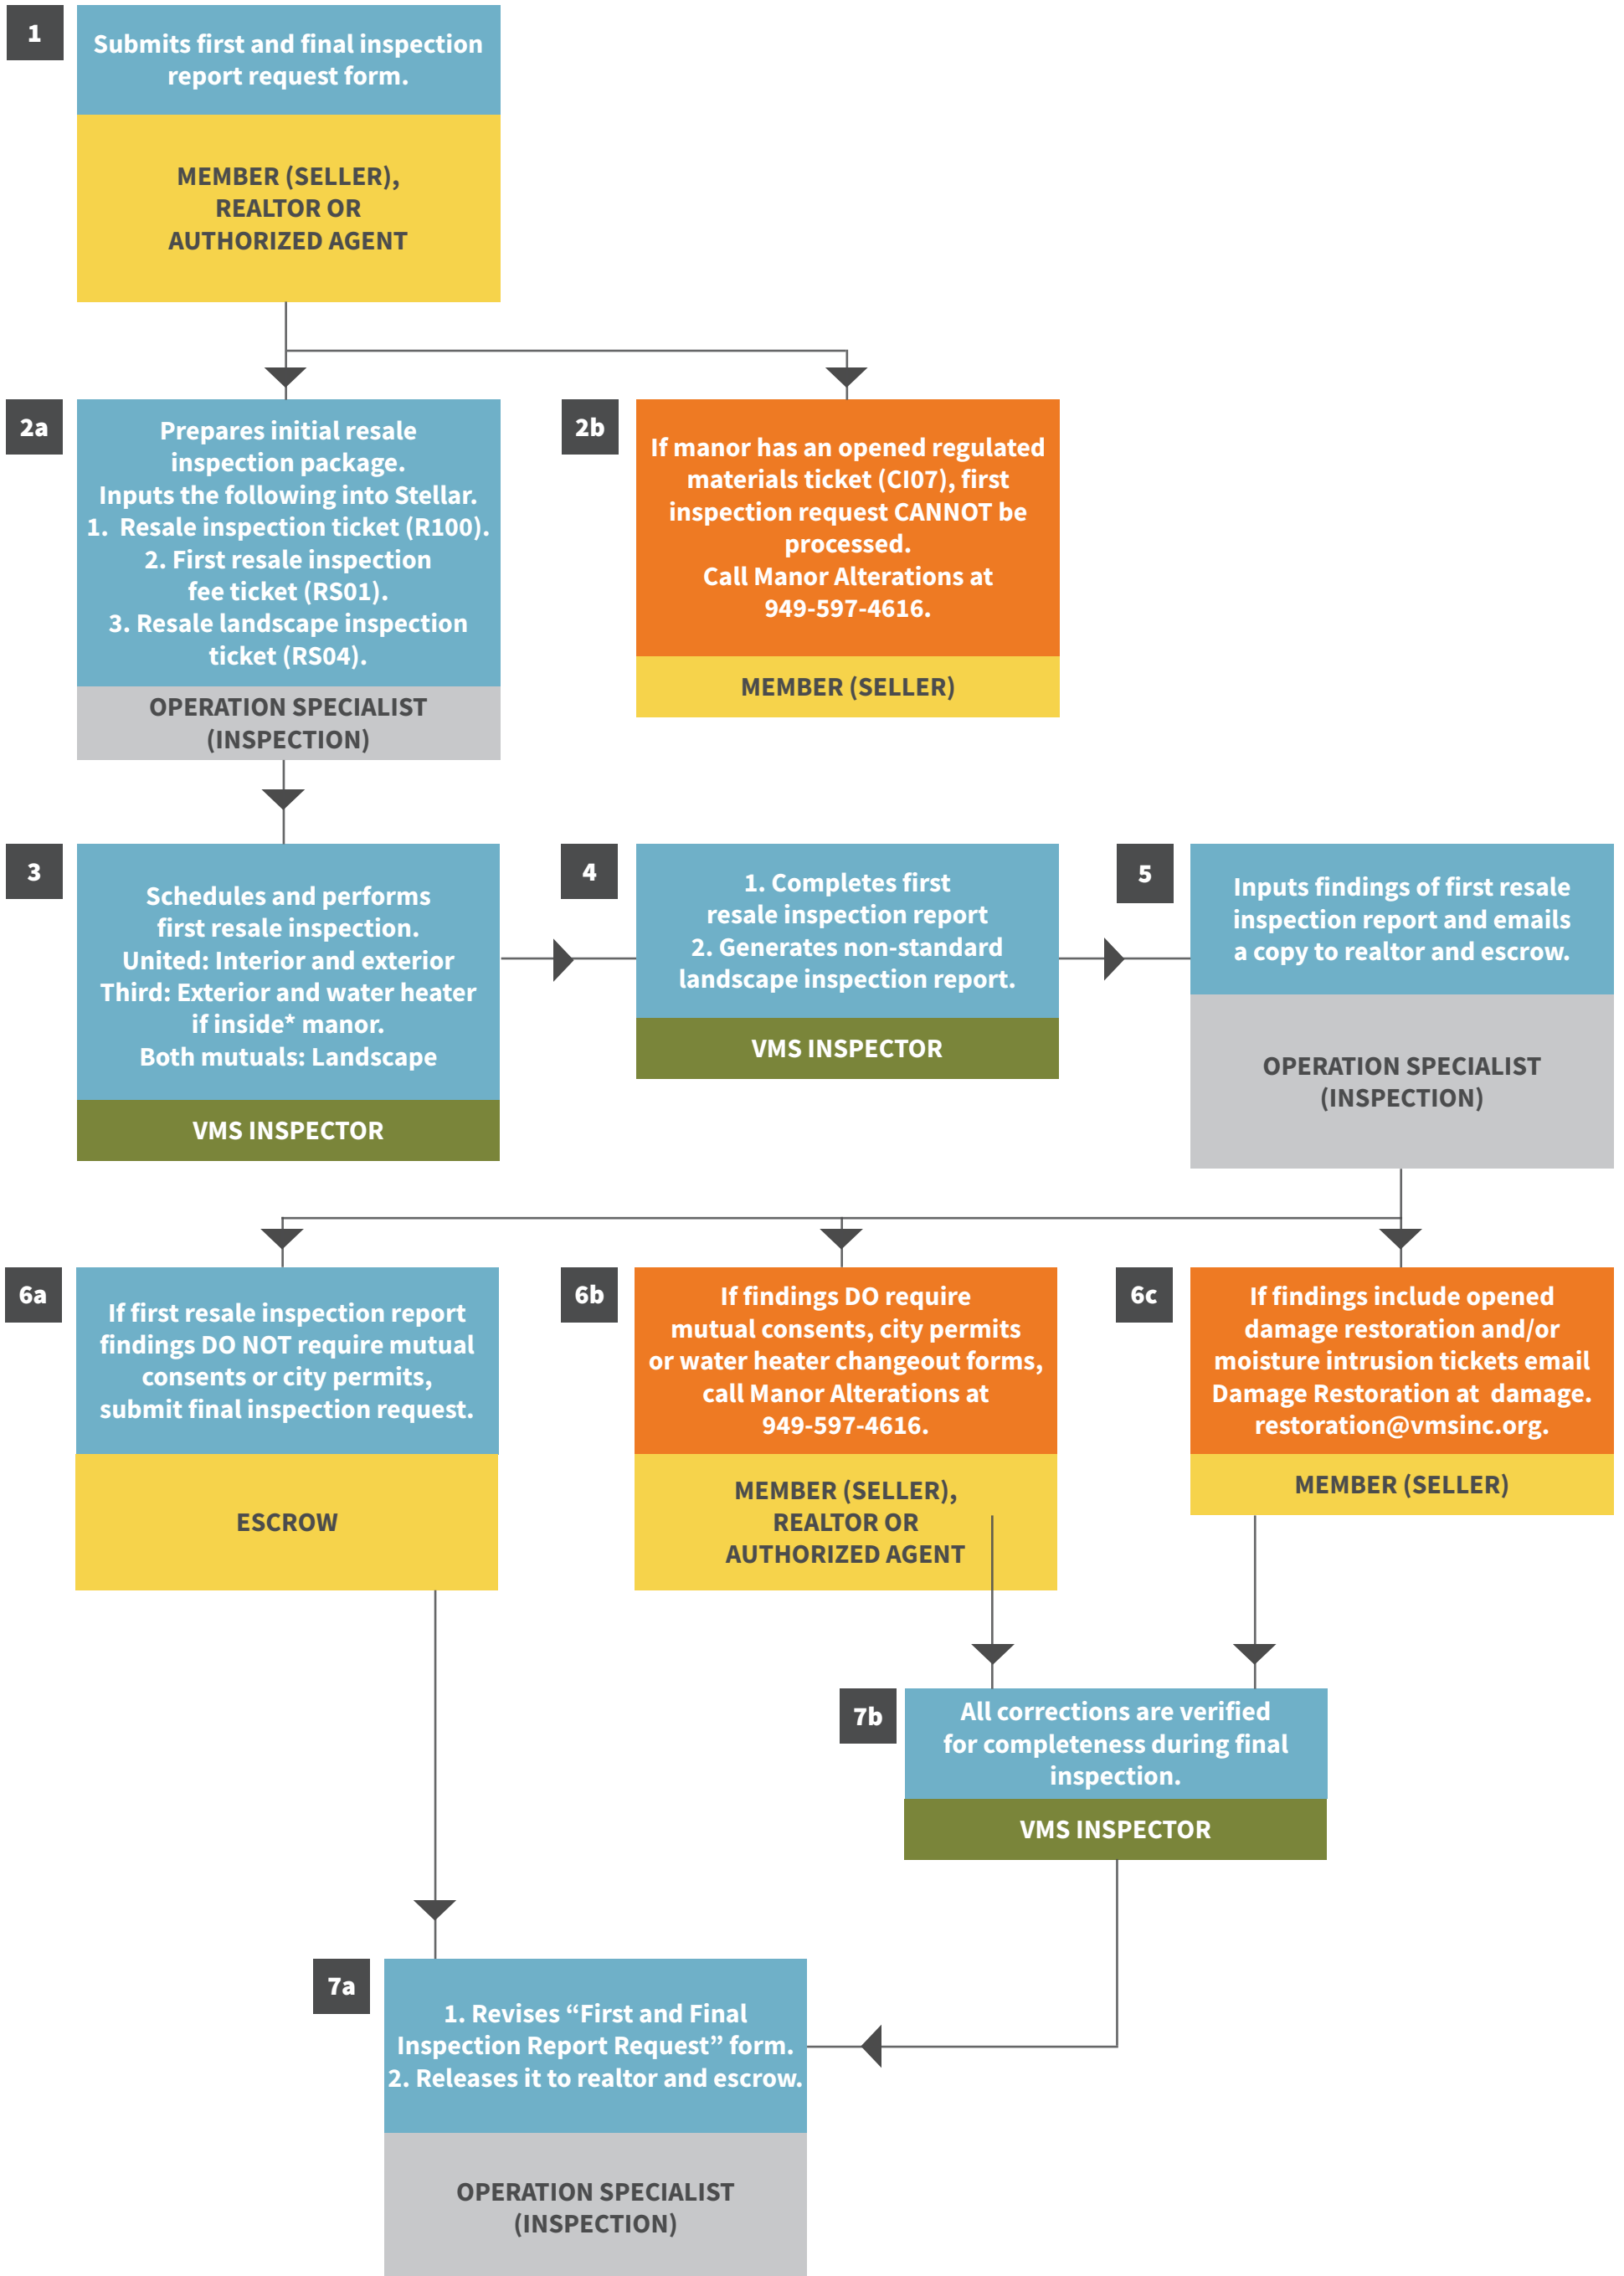 1
Submits first and final inspection
report request form.
MEMBER (SELLER),
REALTOR OR
AUTHORIZED AGENT
2a
Prepares initial resale
inspection package.
Inputs the following into Stellar.
1. Resale inspection ticket (R100).
2. First resale inspection
fee ticket (RS01).
3. Resale landscape inspection
ticket (RS04).
OPERATION SPECIALIST
(INSPECTION)
2b
If manor has an opened regulated
materials ticket (CI07), first
inspection request CANNOT be
processed.
Call Manor Alterations at
949-597-4616.
MEMBER (SELLER)
3
Schedules and performs
first resale inspection.
United: Interior and exterior
Third: Exterior and water heater
if inside* manor.
Both mutuals: Landscape
VMS INSPECTOR
4
1. Completes first
resale inspection report
2. Generates non-standard
landscape inspection report.
VMS INSPECTOR
5
Inputs findings of first resale
inspection report and emails
a copy to realtor and escrow.
OPERATION SPECIALIST
(INSPECTION)
6a
If first resale inspection report
findings DO NOT require mutual
consents or city permits,
submit final inspection request.
ESCROW
6b
If findings DO require
mutual consents, city permits
or water heater changeout forms,
call Manor Alterations at
949-597-4616.
MEMBER (SELLER),
REALTOR OR
AUTHORIZED AGENT
6c
If findings include opened
damage restoration and/or
moisture intrusion tickets email
Damage Restoration at damage.
restoration@vmsinc.org.
MEMBER (SELLER)
7b
All corrections are verified
for completeness during final
inspection.
VMS INSPECTOR
7a
1. Revises “First and Final
Inspection Report Request” form.
2. Releases it to realtor and escrow.
OPERATION SPECIALIST
(INSPECTION)